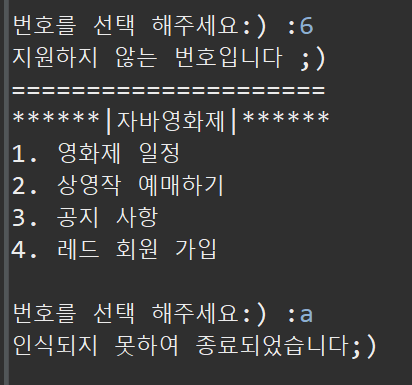 번호를 선택 해주세요:) :6
지원하지 않는 번호입니다 ;)
=====================
******|자바영화제|******
1. 영화제 일정
2. 상영작 예매하기
3. 공지 사항
4. 레드 회원 가입
번호를 선택 해주세요:) :a
인식되지 못하여 종료되었습니다;)